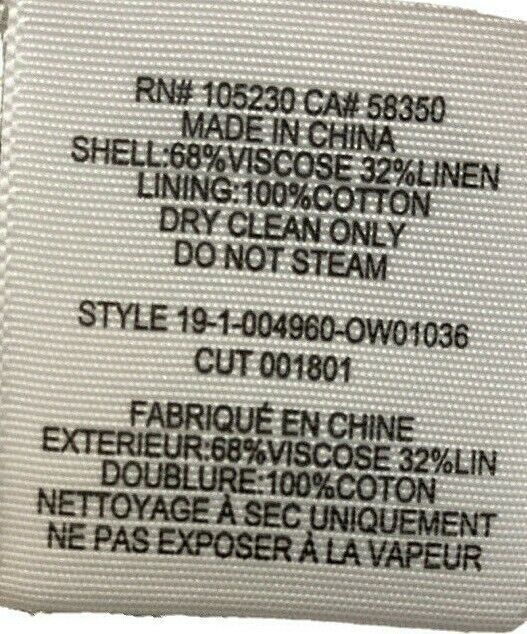 RN# 105230 CA# 58350
MADE IN CHINA
SHELL:68%VISCOSE 32%LINEN
LINING:100%COTTON
DRY CLEAN ONLY
DO NOT STEAM
STYLE 19-1-004960-OW01036
CUT 001801
FABRIQUÉ EN CHINE
EXTERIEUR:68%VISCOSE 32%LIN
DOUBLURE:100%COTON
NETTOYAGE À SEC UNIQUEMENT
NE PAS EXPOSER À LA VAPEUR